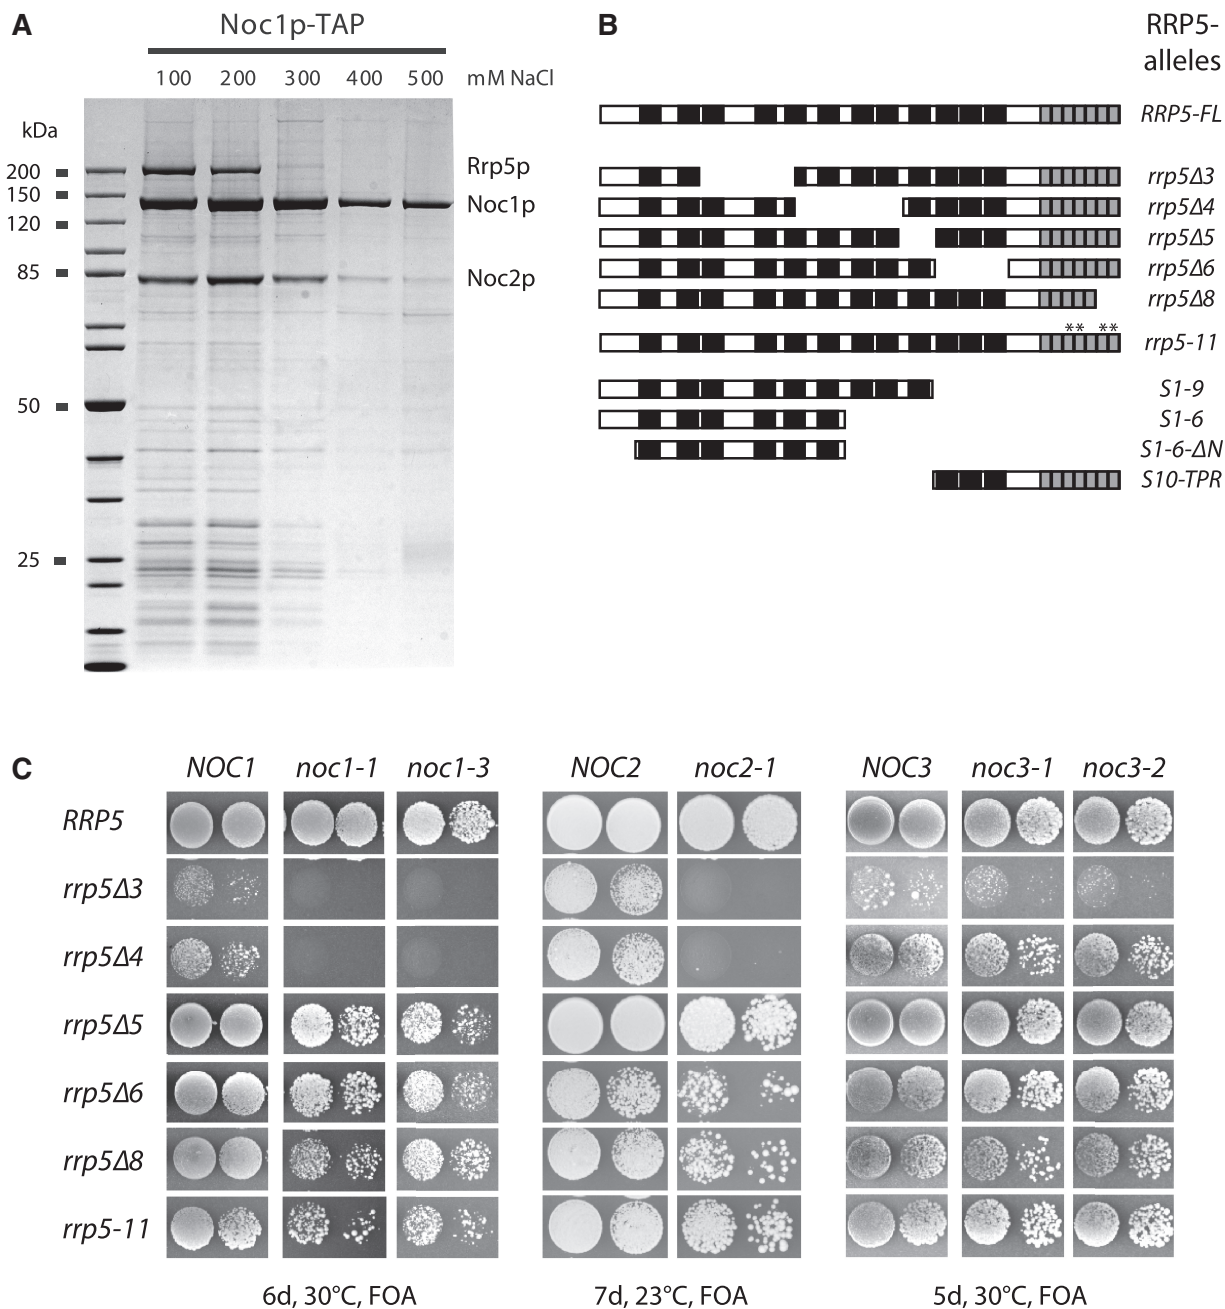 A
Noc1p-TAP
100 200 300 400 500 mM NaCl
kDa
200
150
120
85
50
25
Rrp5p
Noc1p
Noc2p
B
RRP5-
alleles
RRP5-FL
rrp5Δ3
rrp5Δ4
rrp5Δ5
rrp5Δ6
rrp5Δ8
** **
rrp5-11
S1-9
S1-6
S1-6-ΔN
S10-TPR
C
NOC1 noc1-1 noc1-3 NOC2 noc2-1 NOC3 noc3-1 noc3-2
RRP5
rrp5Δ3
rrp5Δ4
rrp5Δ5
rrp5Δ6
rrp5Δ8
rrp5-11
6d, 30°C, FOA 7d, 23°C, FOA 5d, 30°C, FOA